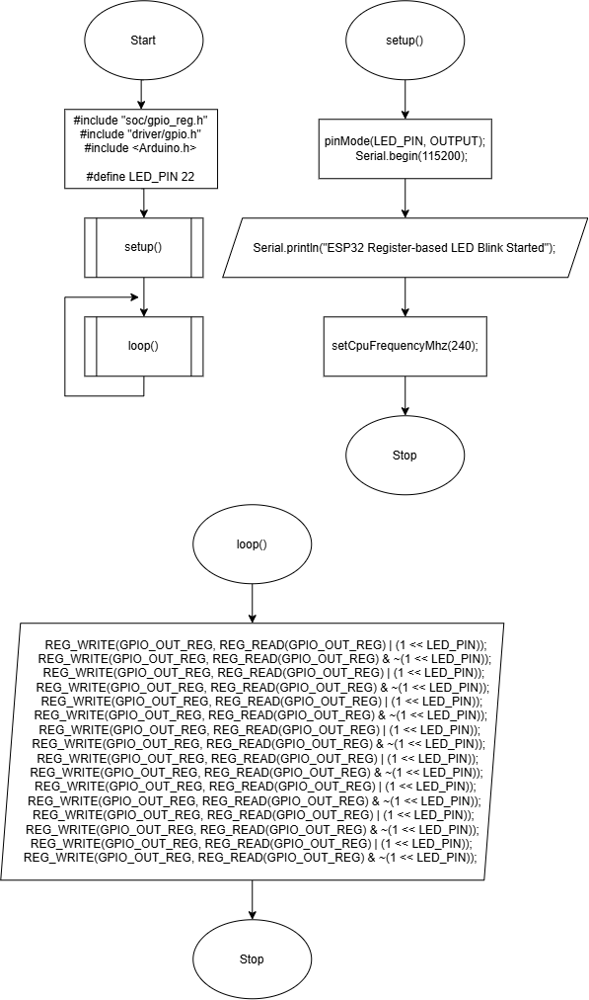 Start
#include "soc/gpio_reg.h"
#include "driver/gpio.h"
#include <Arduino.h>
#define LED_PIN 22
setup()
loop()
setup()
pinMode(LED_PIN, OUTPUT);
Serial.begin(115200);
Serial.println("ESP32 Register-based LED Blink Started");
setCpuFrequencyMhz(240);
Stop
loop()
REG_WRITE(GPIO_OUT_REG, REG_READ(GPIO_OUT_REG) | (1 << LED_PIN));
REG_WRITE(GPIO_OUT_REG, REG_READ(GPIO_OUT_REG) & ~(1 << LED_PIN));
REG_WRITE(GPIO_OUT_REG, REG_READ(GPIO_OUT_REG) | (1 << LED_PIN));
REG_WRITE(GPIO_OUT_REG, REG_READ(GPIO_OUT_REG) & ~(1 << LED_PIN));
REG_WRITE(GPIO_OUT_REG, REG_READ(GPIO_OUT_REG) | (1 << LED_PIN));
REG_WRITE(GPIO_OUT_REG, REG_READ(GPIO_OUT_REG) & ~(1 << LED_PIN));
REG_WRITE(GPIO_OUT_REG, REG_READ(GPIO_OUT_REG) | (1 << LED_PIN));
REG_WRITE(GPIO_OUT_REG, REG_READ(GPIO_OUT_REG) & ~(1 << LED_PIN));
REG_WRITE(GPIO_OUT_REG, REG_READ(GPIO_OUT_REG) | (1 << LED_PIN));
REG_WRITE(GPIO_OUT_REG, REG_READ(GPIO_OUT_REG) & ~(1 << LED_PIN));
REG_WRITE(GPIO_OUT_REG, REG_READ(GPIO_OUT_REG) | (1 << LED_PIN));
REG_WRITE(GPIO_OUT_REG, REG_READ(GPIO_OUT_REG) & ~(1 << LED_PIN));
REG_WRITE(GPIO_OUT_REG, REG_READ(GPIO_OUT_REG) | (1 << LED_PIN));
REG_WRITE(GPIO_OUT_REG, REG_READ(GPIO_OUT_REG) & ~(1 << LED_PIN));
REG_WRITE(GPIO_OUT_REG, REG_READ(GPIO_OUT_REG) | (1 << LED_PIN));
REG_WRITE(GPIO_OUT_REG, REG_READ(GPIO_OUT_REG) & ~(1 << LED_PIN));
Stop